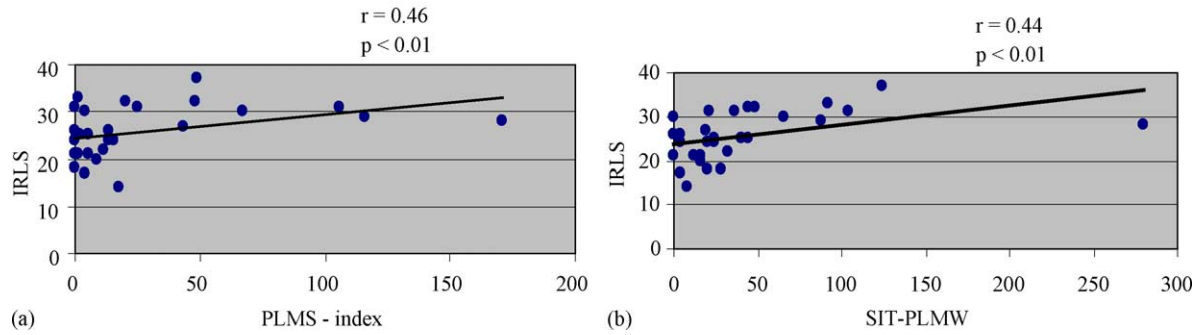 r = 0.46
p < 0.01
40
30
20
10
0
IRLS
0 50 100 150 200
(a) PLMS - index
r = 0.44
p < 0.01
40
30
20
10
0
IRLS
0 50 100 150 200 250 300
(b) SIT-PLMW